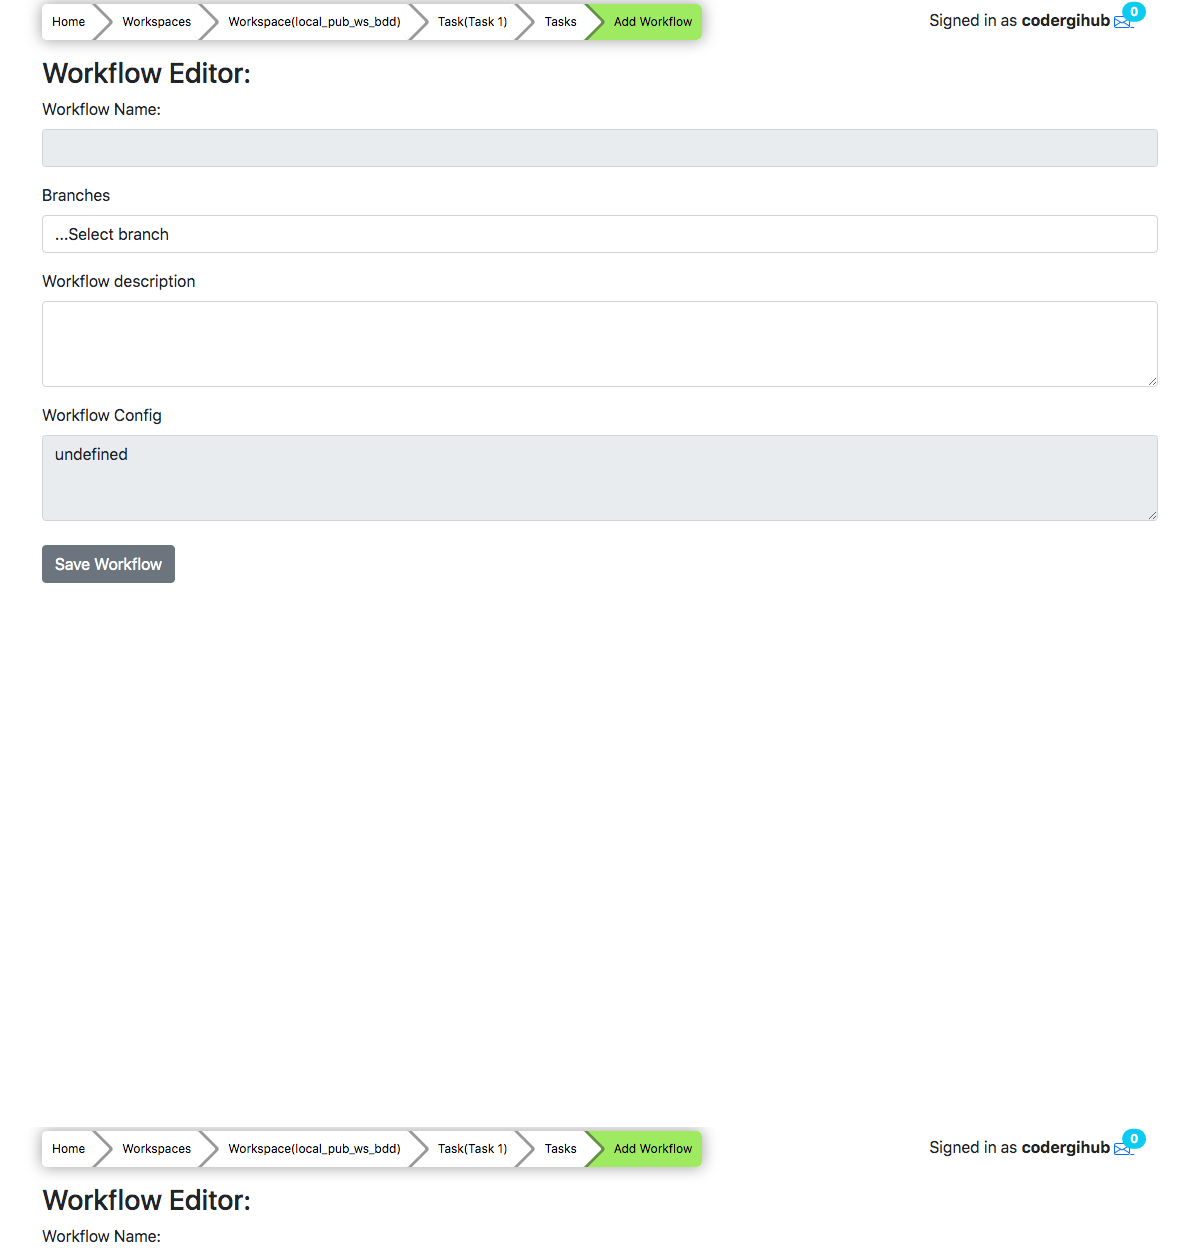 Home Workspaces Workspace(local_pub_ws_bdd) Task(Task 1) Tasks Add Workflow Signed in as codergihub 0
Workflow Editor:
Workflow Name:
Branches
...Select branch
Workflow description
Workflow Config
undefined
Save Workflow
Home Workspaces Workspace(local_pub_ws_bdd) Task(Task 1) Tasks Add Workflow Signed in as codergihub 0
Workflow Editor:
Workflow Name: